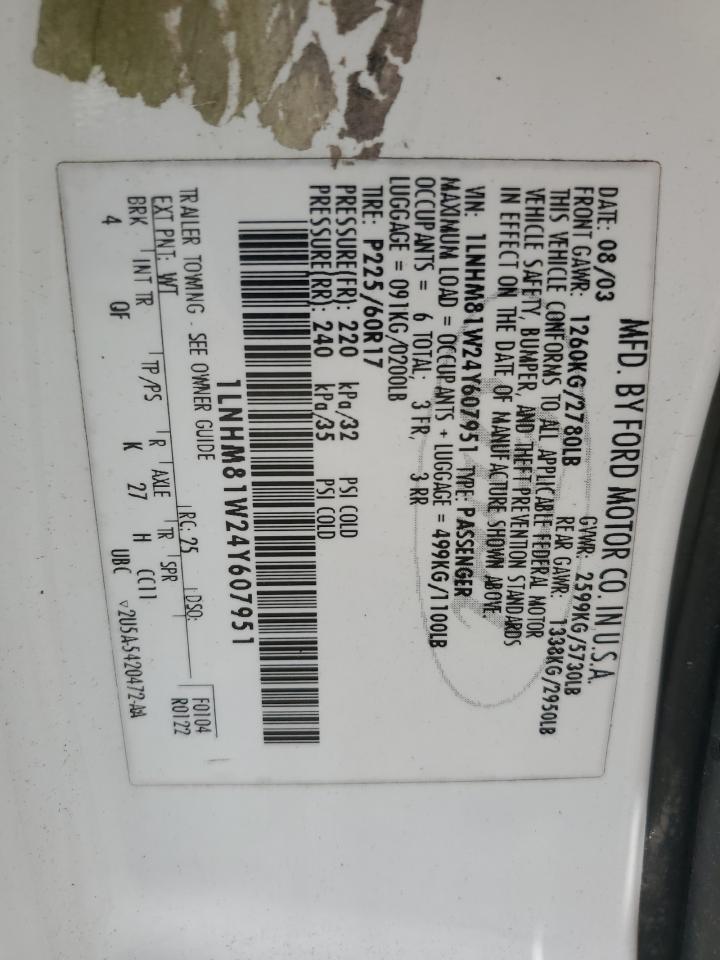 MFD. BY FORD MOTOR CO. IN U.S.A.
DATE: 08/03 GVWR: 2599KG/5730LB
FRONT GAWR: 1260KG/2780LB REAR GAWR: 1338KG/2950LB
THIS VEHICLE CONFORMS TO ALL APPLICABLE FEDERAL MOTOR
VEHICLE SAFETY, BUMPER, AND THEFT PREVENTION STANDARDS
IN EFFECT ON THE DATE OF MANUFACTURE SHOWN ABOVE
VIN: 1LNHM81W24Y607951 TYPE: PASSENGER
MAXIMUM LOAD = OCCUPANTS + LUGGAGE = 499KG/1100LB
OCCUPANTS = 6 TOTAL; 3 FR, 3 RR
LUGGAGE = 091KG/0200LB
TIRE: P225/60R17
PRESSURE(FR): 220 kPa/32 PSI COLD
PRESSURE(RR): 240 kPa/35 PSI COLD
1LNHM81W24Y607951
TRAILER TOWING - SEE OWNER GUIDE
EXT PNT: WT RC: 25 DSO:
BRK INT TR TP/PS R AXLE TR SPR
4 QF K 27 H CC11
F0104
R0122
UBC 2U5A-5420472-AA